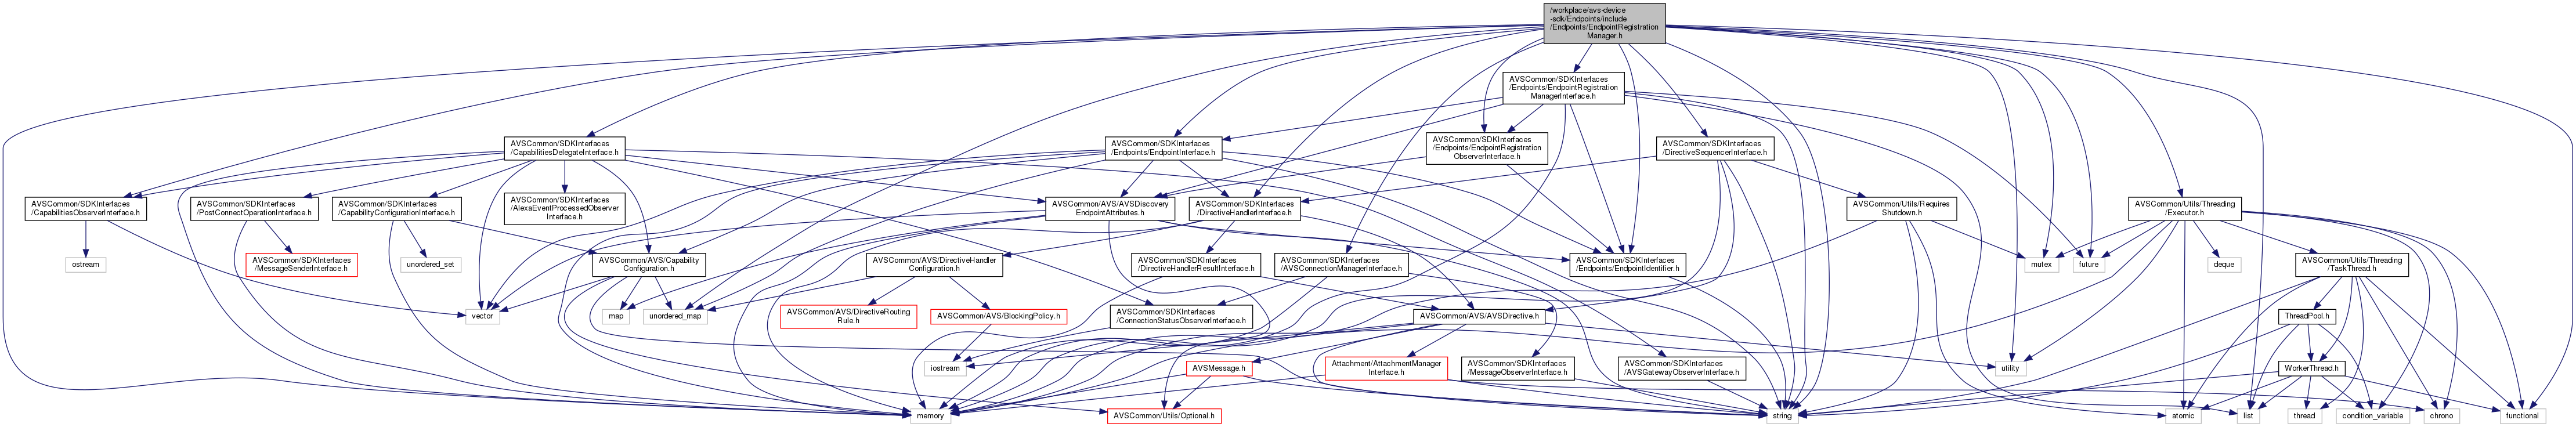 /workplace/avs-device
-sdk/Endpoints/include
/Endpoints/EndpointRegistration
Manager.h
AVSCommon/SDKInterfaces
/Endpoints/EndpointRegistration
ManagerInterface.h
AVSCommon/SDKInterfaces
/CapabilitiesDelegateInterface.h
AVSCommon/SDKInterfaces
/Endpoints/EndpointInterface.h
AVSCommon/SDKInterfaces
/Endpoints/EndpointRegistration
ObserverInterface.h
AVSCommon/SDKInterfaces
/DirectiveSequencerInterface.h
AVSCommon/SDKInterfaces
/CapabilitiesObserverInterface.h
AVSCommon/SDKInterfaces
/PostConnectOperationInterface.h
AVSCommon/SDKInterfaces
/CapabilityConfigurationInterface.h
AVSCommon/SDKInterfaces
/AlexaEventProcessedObserver
Interface.h
AVSCommon/AVS/AVSDiscovery
EndpointAttributes.h
AVSCommon/SDKInterfaces
/DirectiveHandlerInterface.h
AVSCommon/Utils/Requires
Shutdown.h
AVSCommon/Utils/Threading
/Executor.h
ostream
AVSCommon/SDKInterfaces
/MessageSenderInterface.h
unordered_set
AVSCommon/AVS/Capability
Configuration.h
AVSCommon/AVS/DirectiveHandler
Configuration.h
AVSCommon/SDKInterfaces
/DirectiveHandlerResultInterface.h
AVSCommon/SDKInterfaces
/AVSConnectionManagerInterface.h
AVSCommon/SDKInterfaces
/Endpoints/EndpointIdentifier.h
mutex
future
deque
AVSCommon/Utils/Threading
/TaskThread.h
vector
map
unordered_map
AVSCommon/AVS/DirectiveRouting
Rule.h
AVSCommon/AVS/BlockingPolicy.h
AVSCommon/SDKInterfaces
/ConnectionStatusObserverInterface.h
AVSCommon/AVS/AVSDirective.h
ThreadPool.h
iostream
AVSMessage.h
Attachment/AttachmentManager
Interface.h
AVSCommon/SDKInterfaces
/MessageObserverInterface.h
AVSCommon/SDKInterfaces
/AVSGatewayObserverInterface.h
utility
WorkerThread.h
memory
AVSCommon/Utils/Optional.h
string
atomic
list
thread
condition_variable
chrono
functional